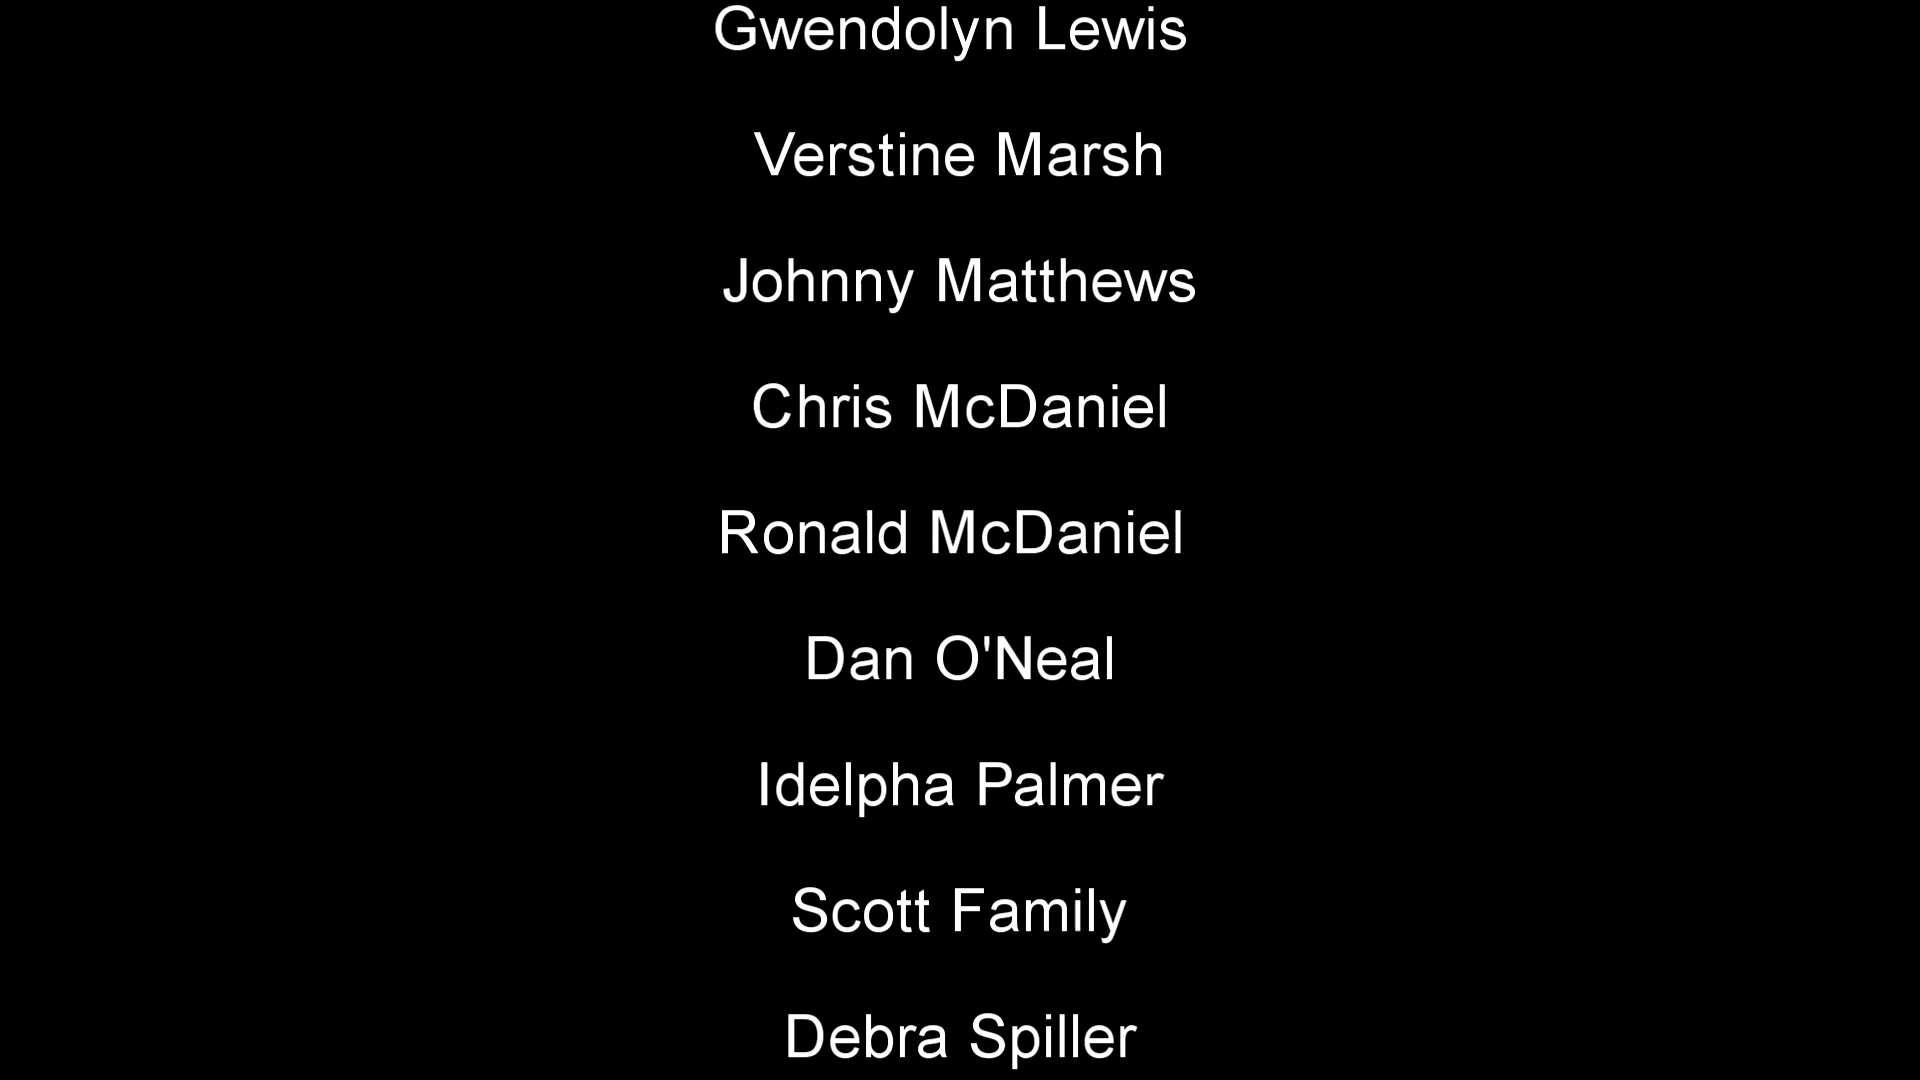 Gwendolyn Lewis
Verstine Marsh
Johnny Matthews
Chris McDaniel
Ronald McDaniel
Dan O'Neal
Idelpha Palmer
Scott Family
Debra Spiller